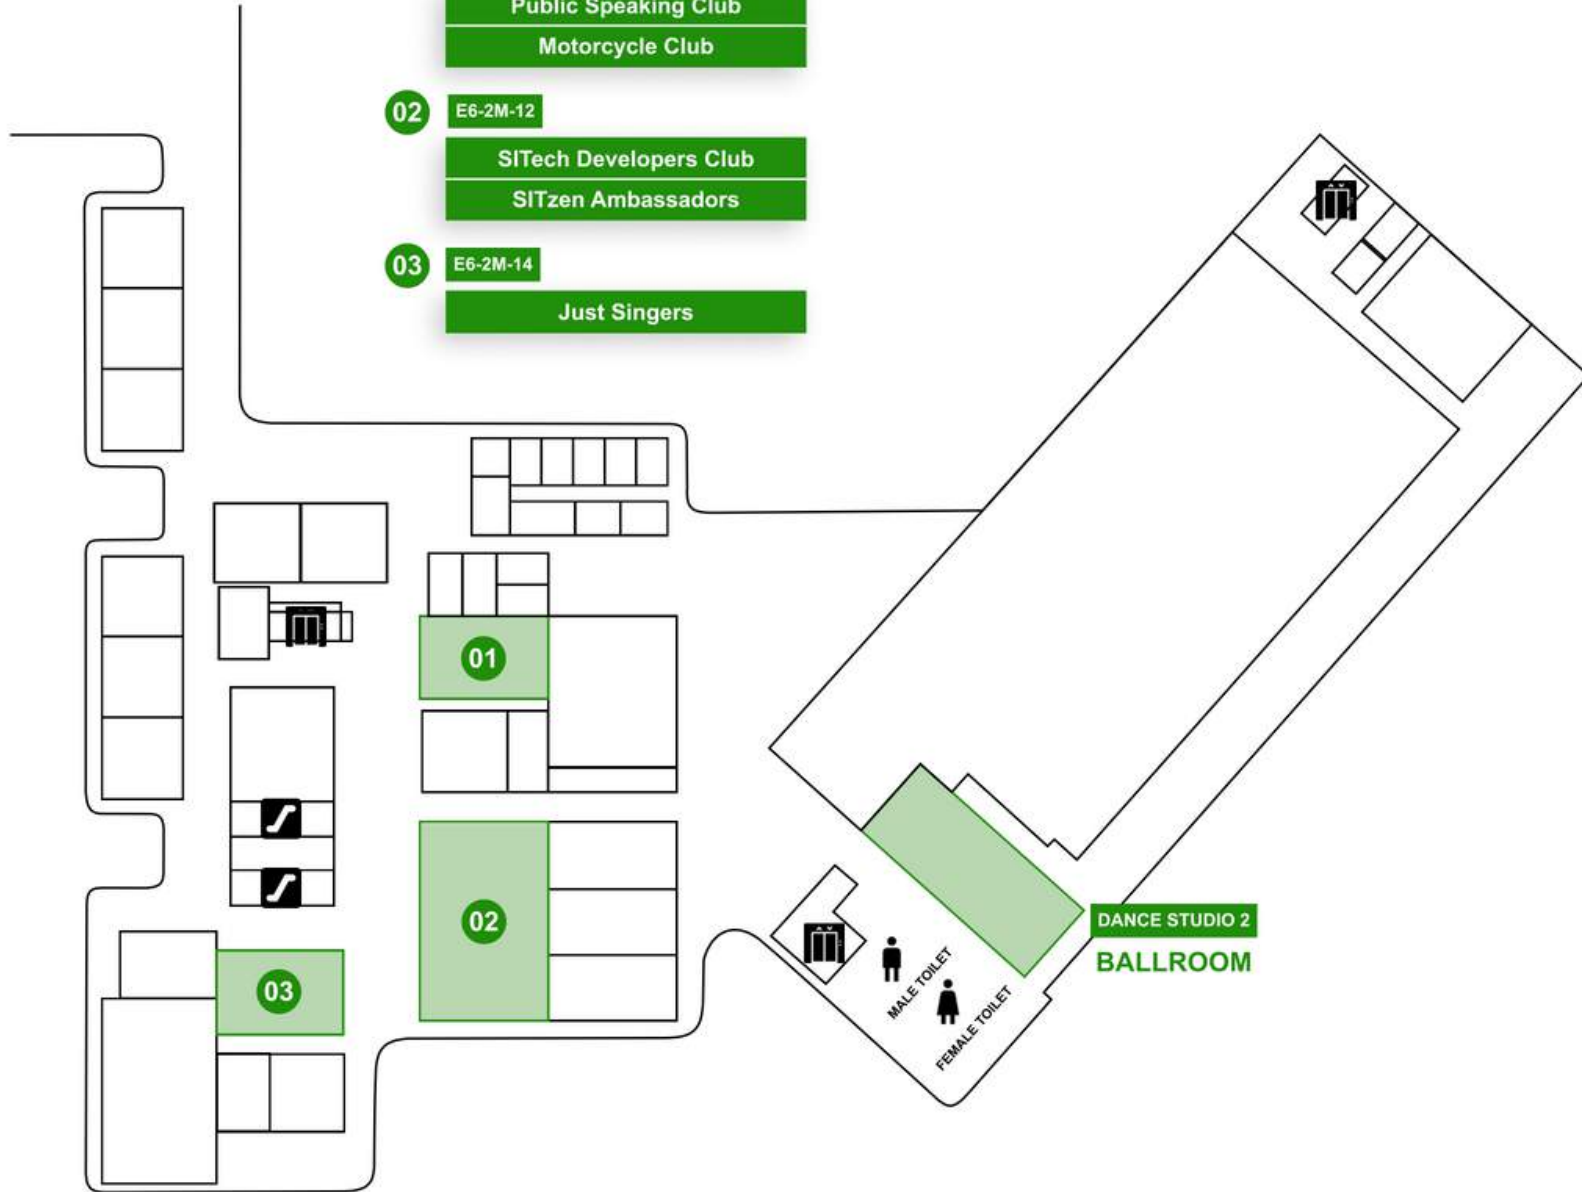 Public Speaking Club
Motorcycle Club
02
E6-2M-12
SITech Developers Club
SITzen Ambassadors
03
E6-2M-14
Just Singers
01
02
03
DANCE STUDIO 2
BALLROOM
MALE TOILET
FEMALE TOILET